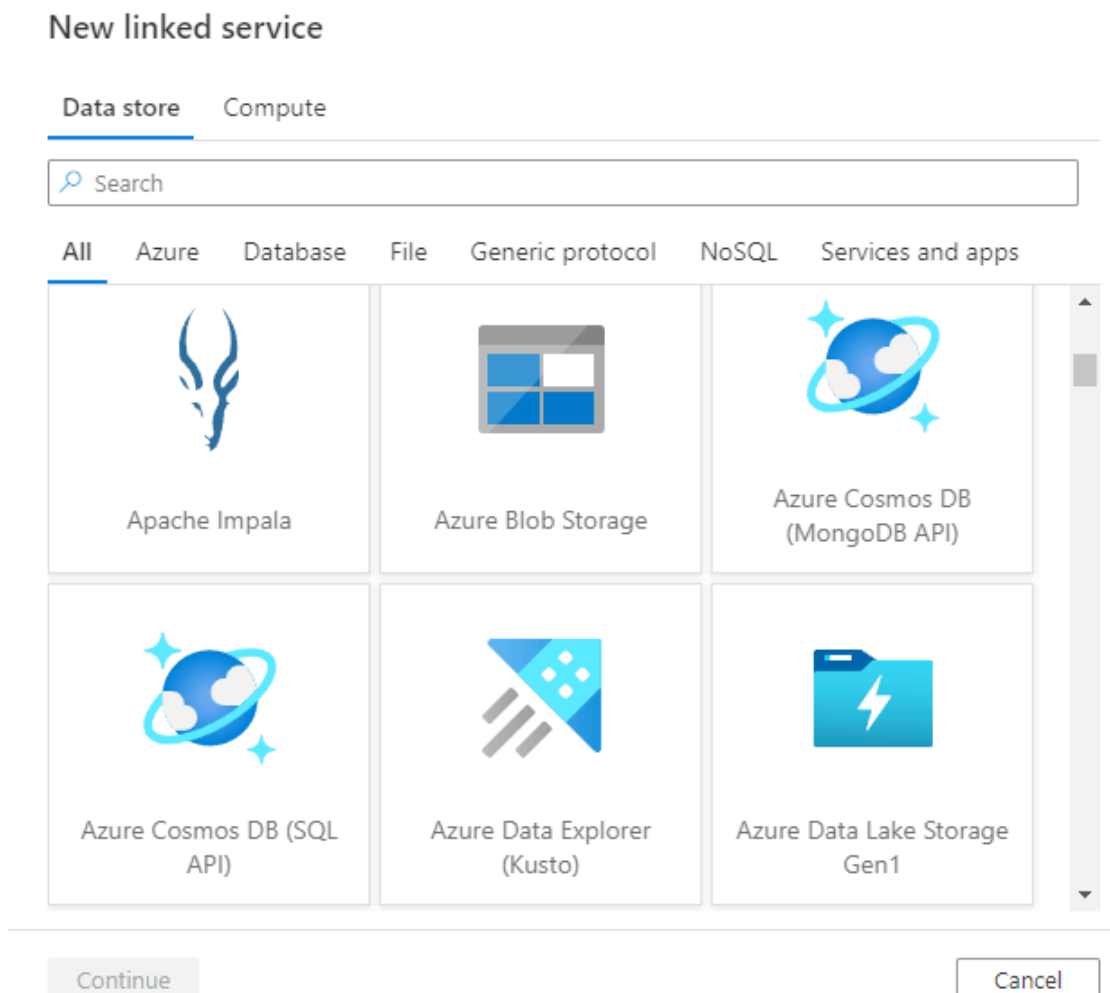 New linked service
Data store Compute
Search
All Azure Database File Generic protocol NoSQL Services and apps
Apache Impala
Azure Blob Storage
Azure Cosmos DB
(MongoDB API)
Azure Cosmos DB (SQL
API)
Azure Data Explorer
(Kusto)
Azure Data Lake Storage
Gen1
Continue
Cancel